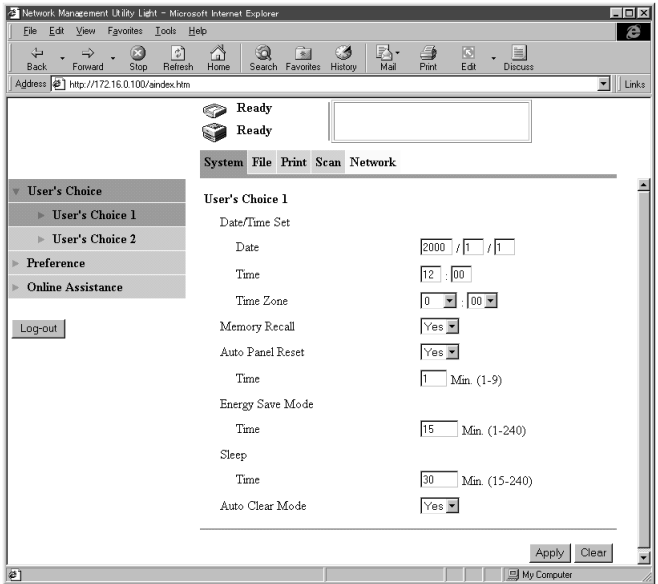 Network Management Utility Light - Microsoft Internet Explorer
File Edit View Favorites Tools Help
Back Forward Stop Refresh Home Search Favorites History Mail Print Edit Discuss
Address http://172.16.0.100/aindex.htm Links
Ready
Ready
System File Print Scan Network
User's Choice
User's Choice 1
User's Choice 2
Preference
Online Assistance
Log-out
User's Choice 1
Date/Time Set
Date 2000 / 1 / 1
Time 12 : 00
Time Zone 0 : 00
Memory Recall Yes
Auto Panel Reset Yes
Time 1 Min. (1-9)
Energy Save Mode
Time 15 Min. (1-240)
Sleep
Time 30 Min. (15-240)
Auto Clear Mode Yes
Apply Clear
My Computer